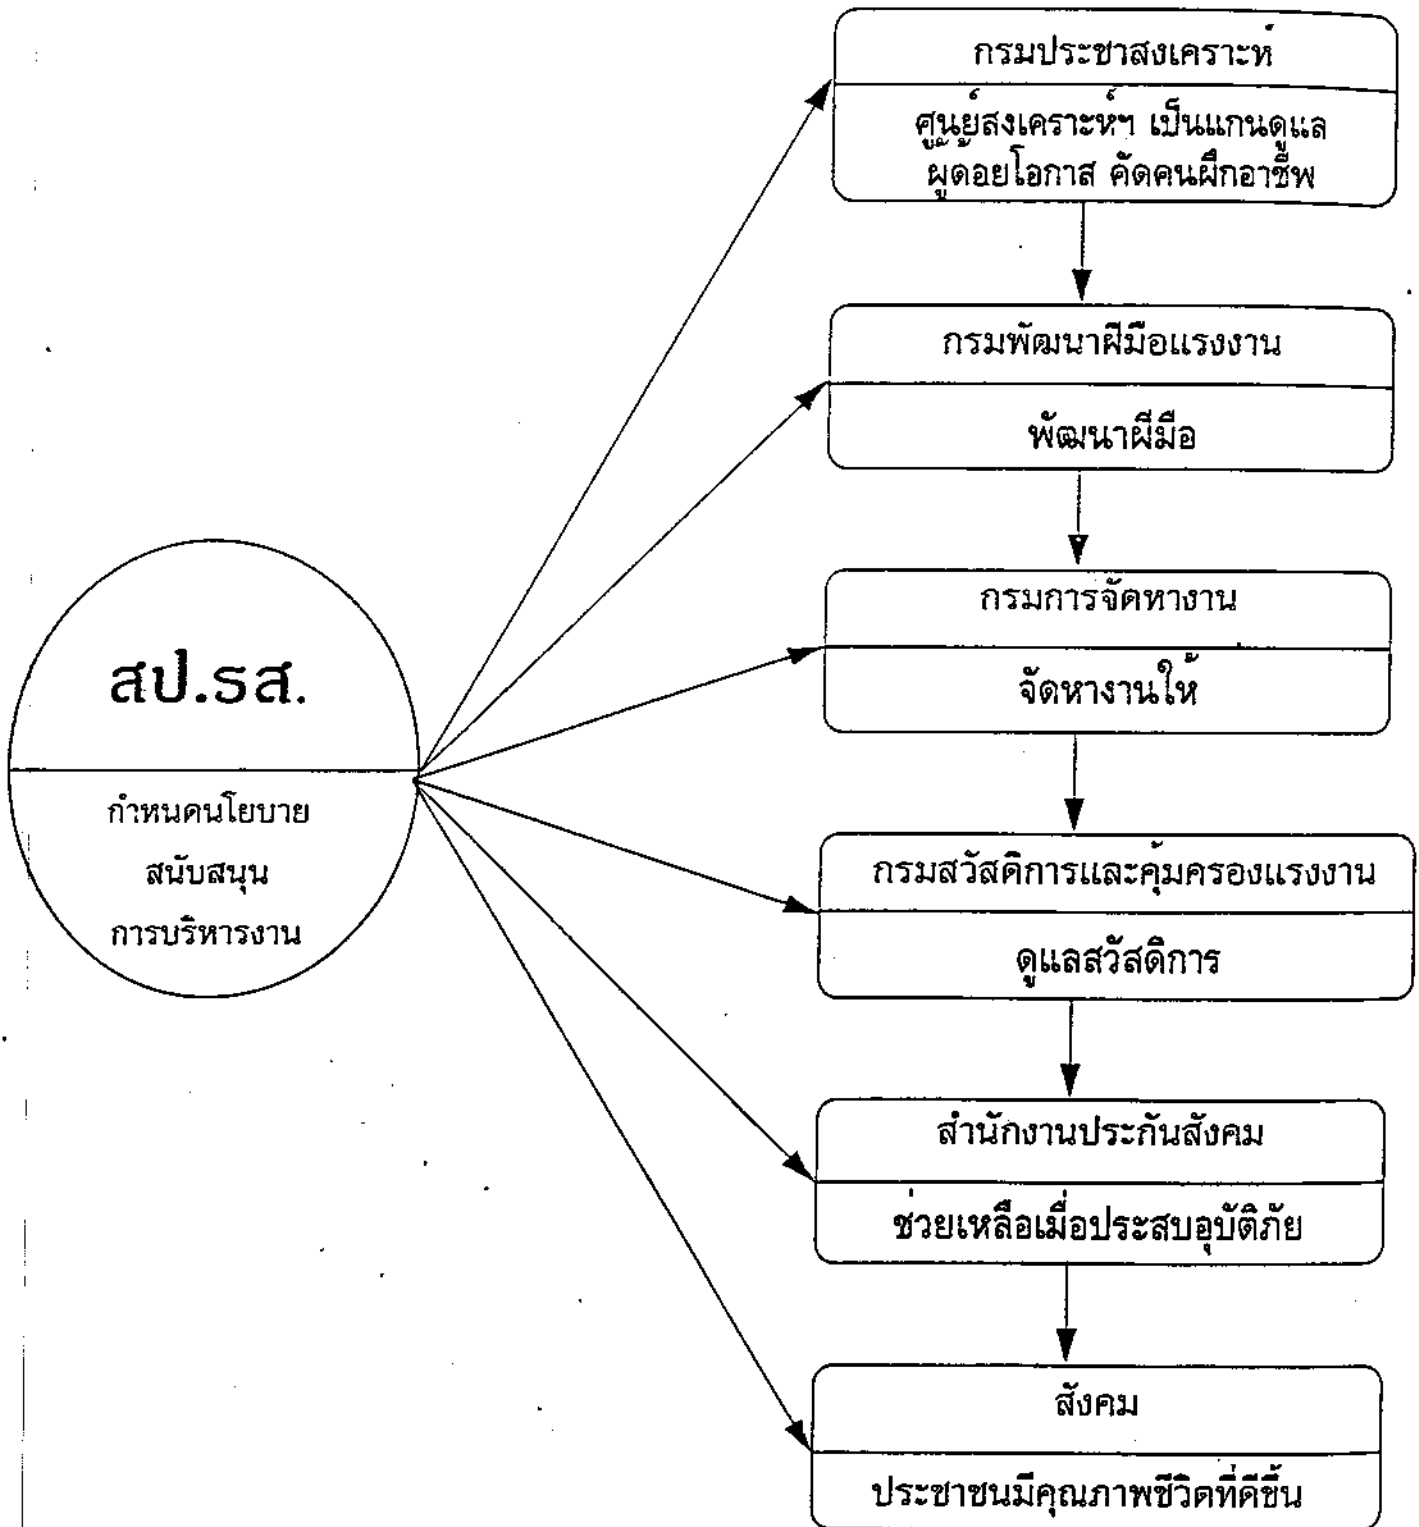 กรมประชาสงเคราะห์
ศูนย์สงเคราะห์ฯ เป็นแกนดูแล
ผู้ด้อยโอกาส คัดคนฝึกอาชีพ
กรมพัฒนาฝีมือแรงงาน
พัฒนาฝีมือ
กรมการจัดหางาน
จัดหางานให้
สป.รส.
กำหนดนโยบาย
สนับสนุน
การบริหารงาน
กรมสวัสดิการและคุ้มครองแรงงาน
ดูแลสวัสดิการ
สำนักงานประกันสังคม
ช่วยเหลือเมื่อประสบอุบัติภัย
สังคม
ประชาชนมีคุณภาพชีวิตที่ดีขึ้น